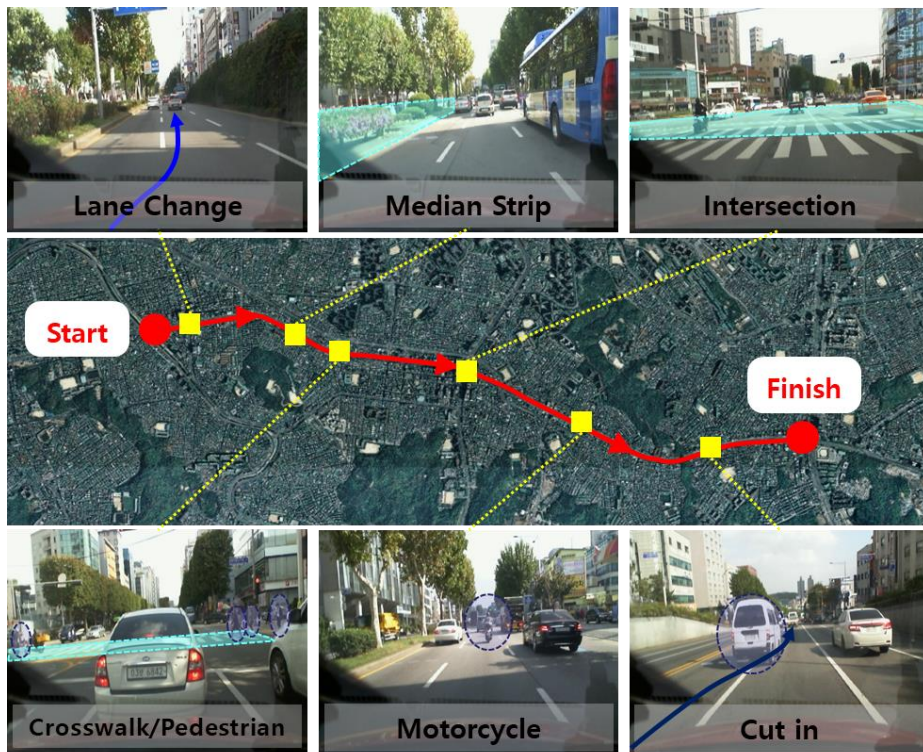 Lane Change
Median Strip
Intersection
Start
Finish
Crosswalk/Pedestrian
Motorcycle
Cut in